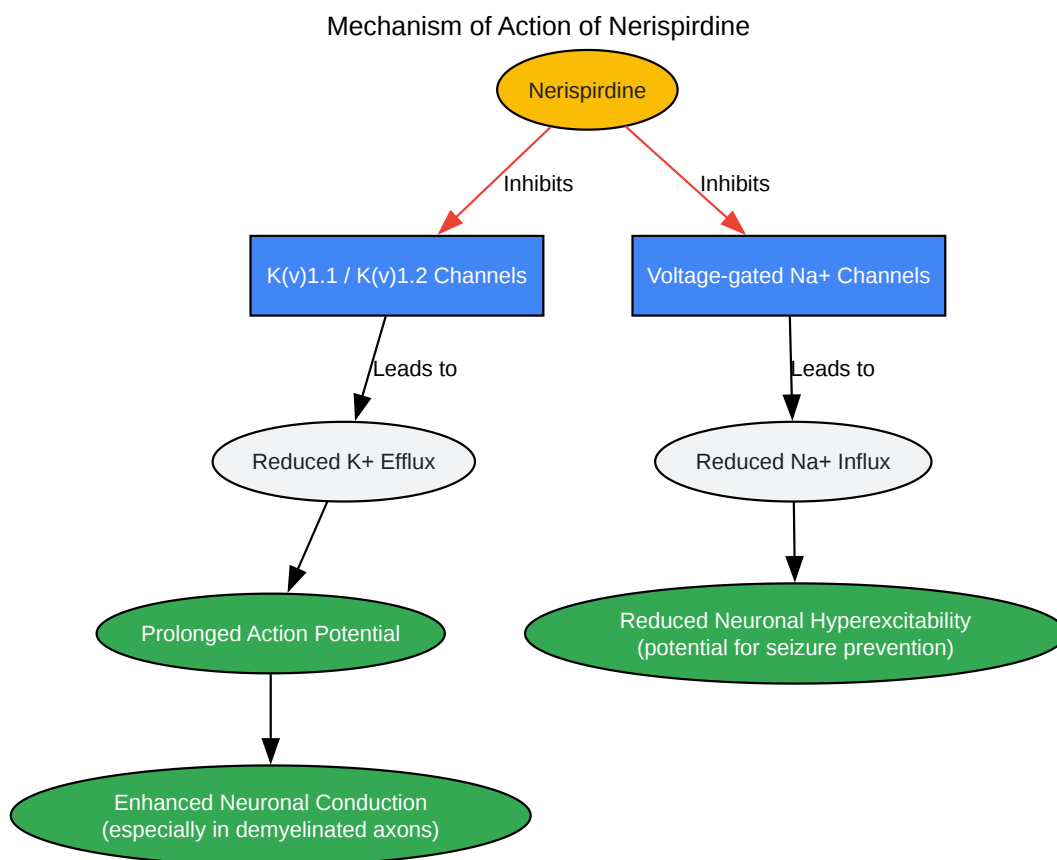 Mechanism of Action of Nerispirdine
Nerispirdine
Inhibits
Inhibits
K(v)1.1 / K(v)1.2 Channels
Voltage-gated Na+ Channels
Leads to
Leads to
Reduced K+ Efflux
Reduced Na+ Influx
Prolonged Action Potential
Reduced Neuronal Hyperexcitability
(potential for seizure prevention)
Enhanced Neuronal Conduction
(especially in demyelinated axons)